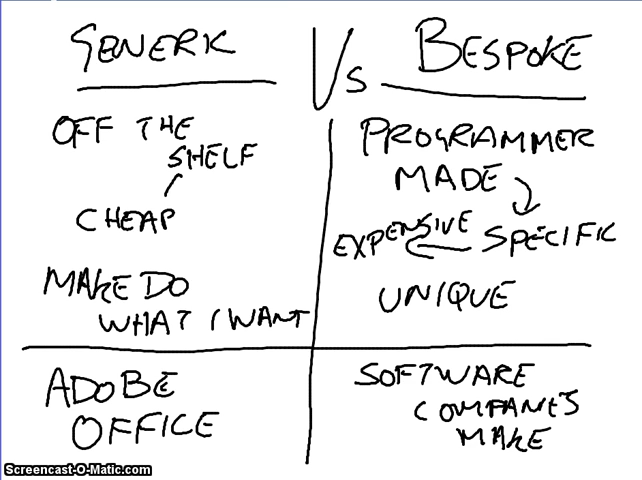 GENERIC Vs BESPOKE
OFF THE
SHELF
CHEAP
MAKE DO
WHAT I WANT
PROGRAMMER
MADE
SPECIFIC
EXPENSIVE
UNIQUE
ADOBE
OFFICE
SOFTWARE
COMPANIES
MAKE
Screencast-O-Matic.com